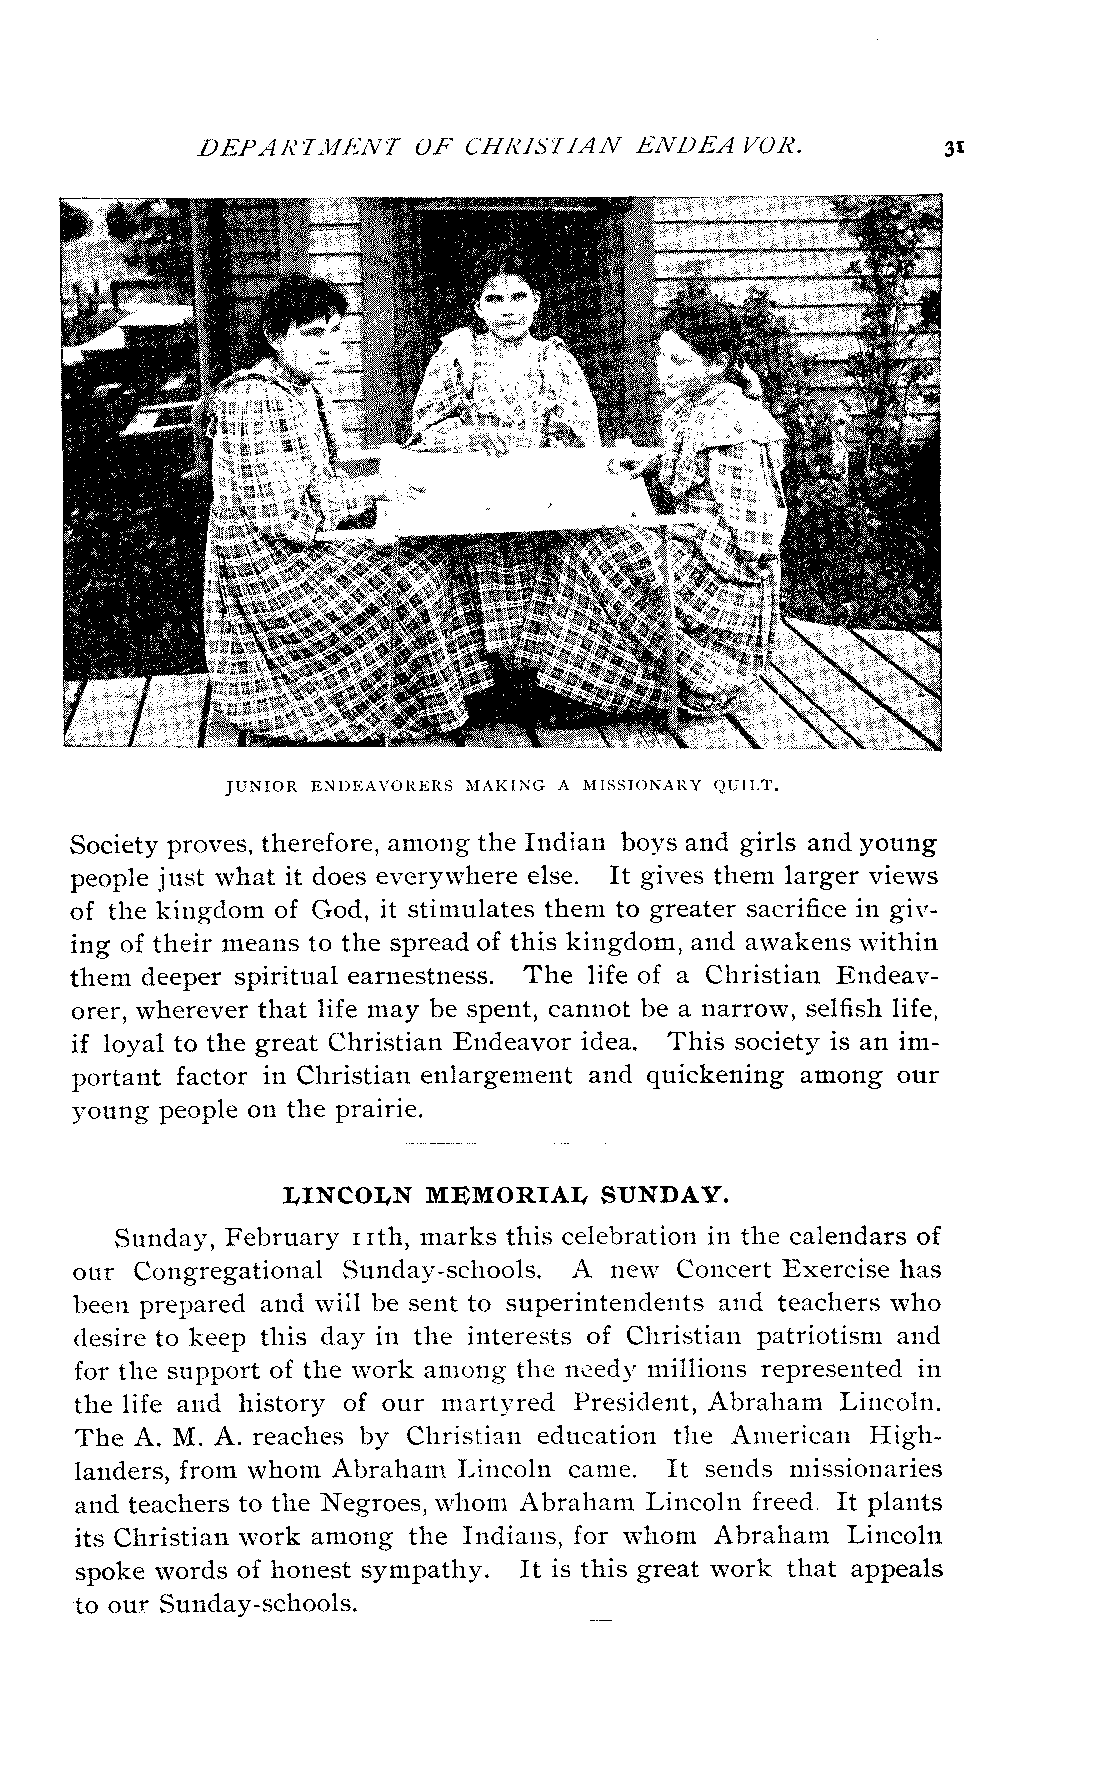 DEPARTMENT OF CHRISTIAN ENDEAVOR. 31
JUNIOR ENDEAVORERS MAKING A MISSIONARY QUILT.
Society proves, therefore, among the Indian boys and girls and young
people just what it does everywhere else. It gives them larger views
of the kingdom of God, it stimulates them to greater sacrifice in giv-
ing of their means to the spread of this kingdom, and awakens within
them deeper spiritual earnestness. The life of a Christian Endeav-
orer, wherever that life may be spent, cannot be a narrow, selfish life,
if loyal to the great Christian Endeavor idea. This society is an im-
portant factor in Christian enlargement and quickening among our
young people on the prairie.
LINCOLN MEMORIAL SUNDAY.
Sunday, February 11th, marks this celebration in the calendars of
our Congregational Sunday-schools. A new Concert Exercise has
been prepared and will be sent to superintendents and teachers who
desire to keep this day in the interests of Christian patriotism and
for the support of the work among the needy millions represented in
the life and history of our martyred President, Abraham Lincoln.
The A. M. A. reaches by Christian education the American High-
landers, from whom Abraham Lincoln came. It sends missionaries
and teachers to the Negroes, whom Abraham Lincoln freed. It plants
its Christian work among the Indians, for whom Abraham Lincoln
spoke words of honest sympathy. It is this great work that appeals
to our Sunday-schools.